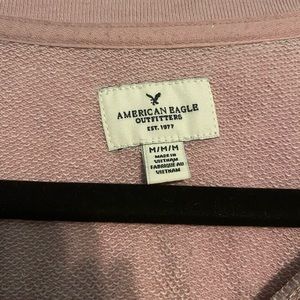 AMERICAN EAGLE
OUTFITTERS
EST. 1977
M/M/M
MADE IN
VIETNAM
FABRIQUÉ AU
VIETNAM